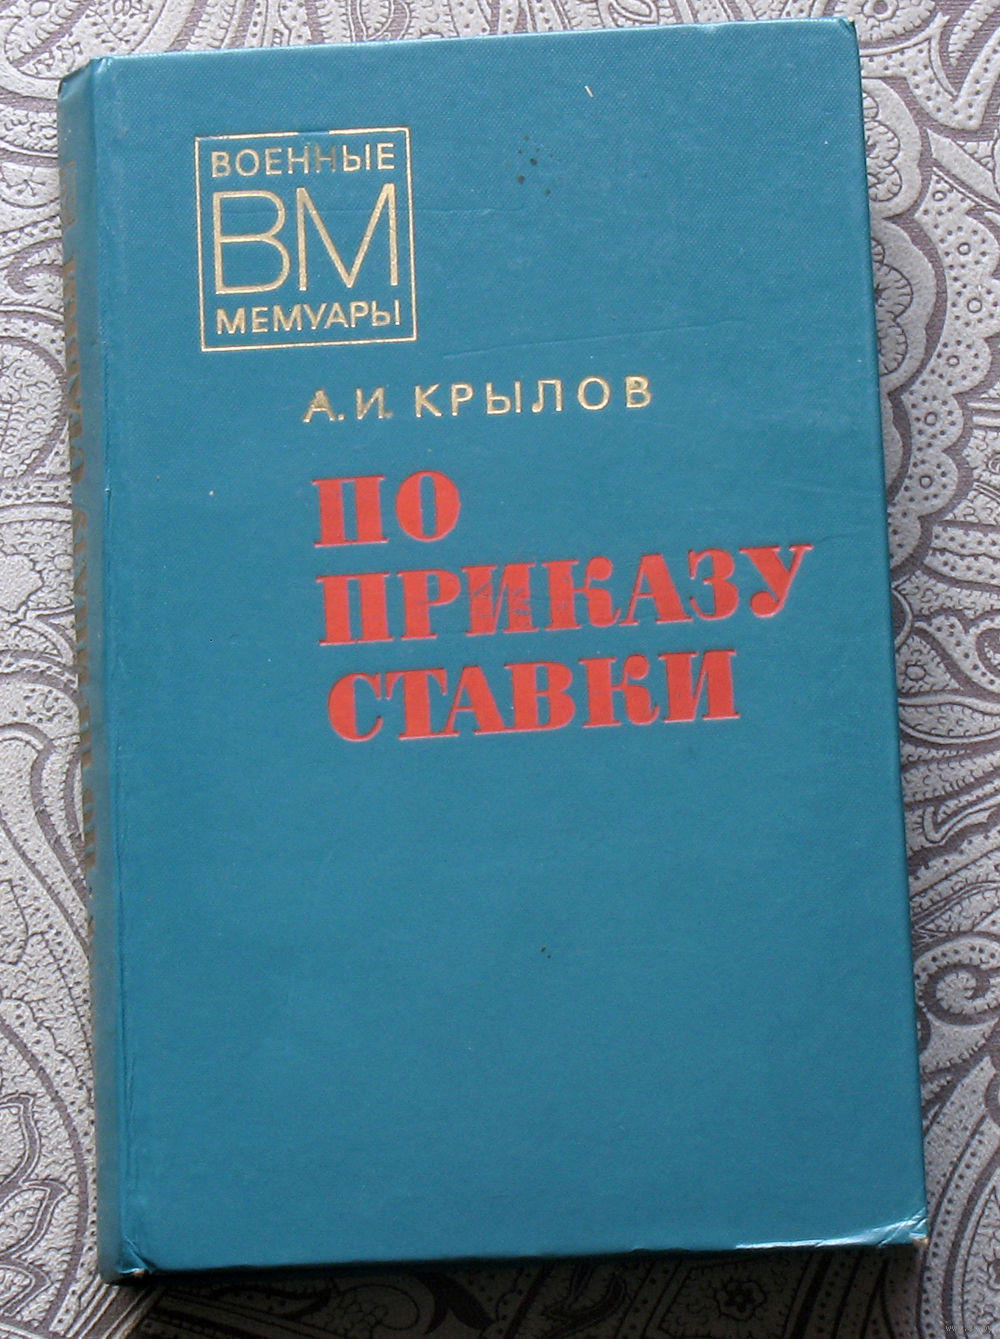 ВОЕННЫЕ
ВМ
МЕМУАРЫ
А.И. КРЫЛОВ
ПО
ПРИКАЗУ
СТАВКИ